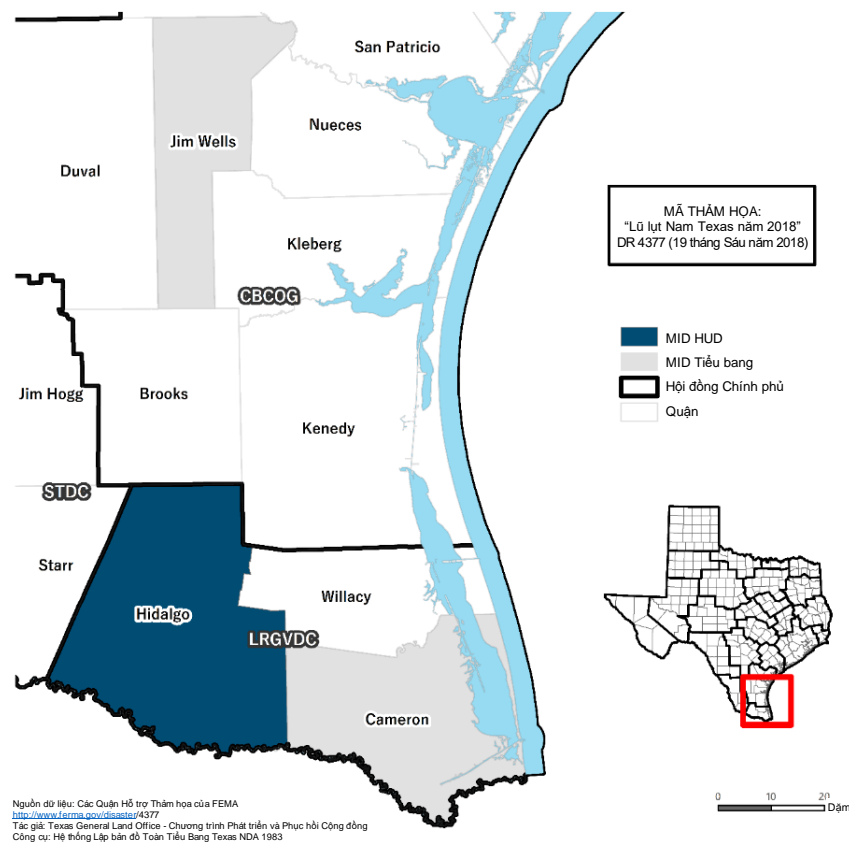 San Patricio
Nueces
Jim Wells
Duval
Kleberg
CBCOG
Jim Hogg
Brooks
Kenedy
STDC
Starr
Hidalgo
Willacy
LRGVDC
Cameron
MÃ THẢM HỌA:
“Lũ lụt Nam Texas năm 2018”
DR 4377 (19 tháng Sáu năm 2018)
MID HUD
MID Tiểu bang
Hội đồng Chính phủ
Quận
0 10 20
Dặm
Nguồn dữ liệu: Các Quận Hỗ trợ Thảm họa của FEMA
http://www.ferma.gov/disaster/4377
Tác giả: Texas General Land Office - Chương trình Phát triển và Phục hồi Cộng đồng
Công cụ: Hệ thống Lập bản đồ Toàn Tiểu Bang Texas NDA 1983